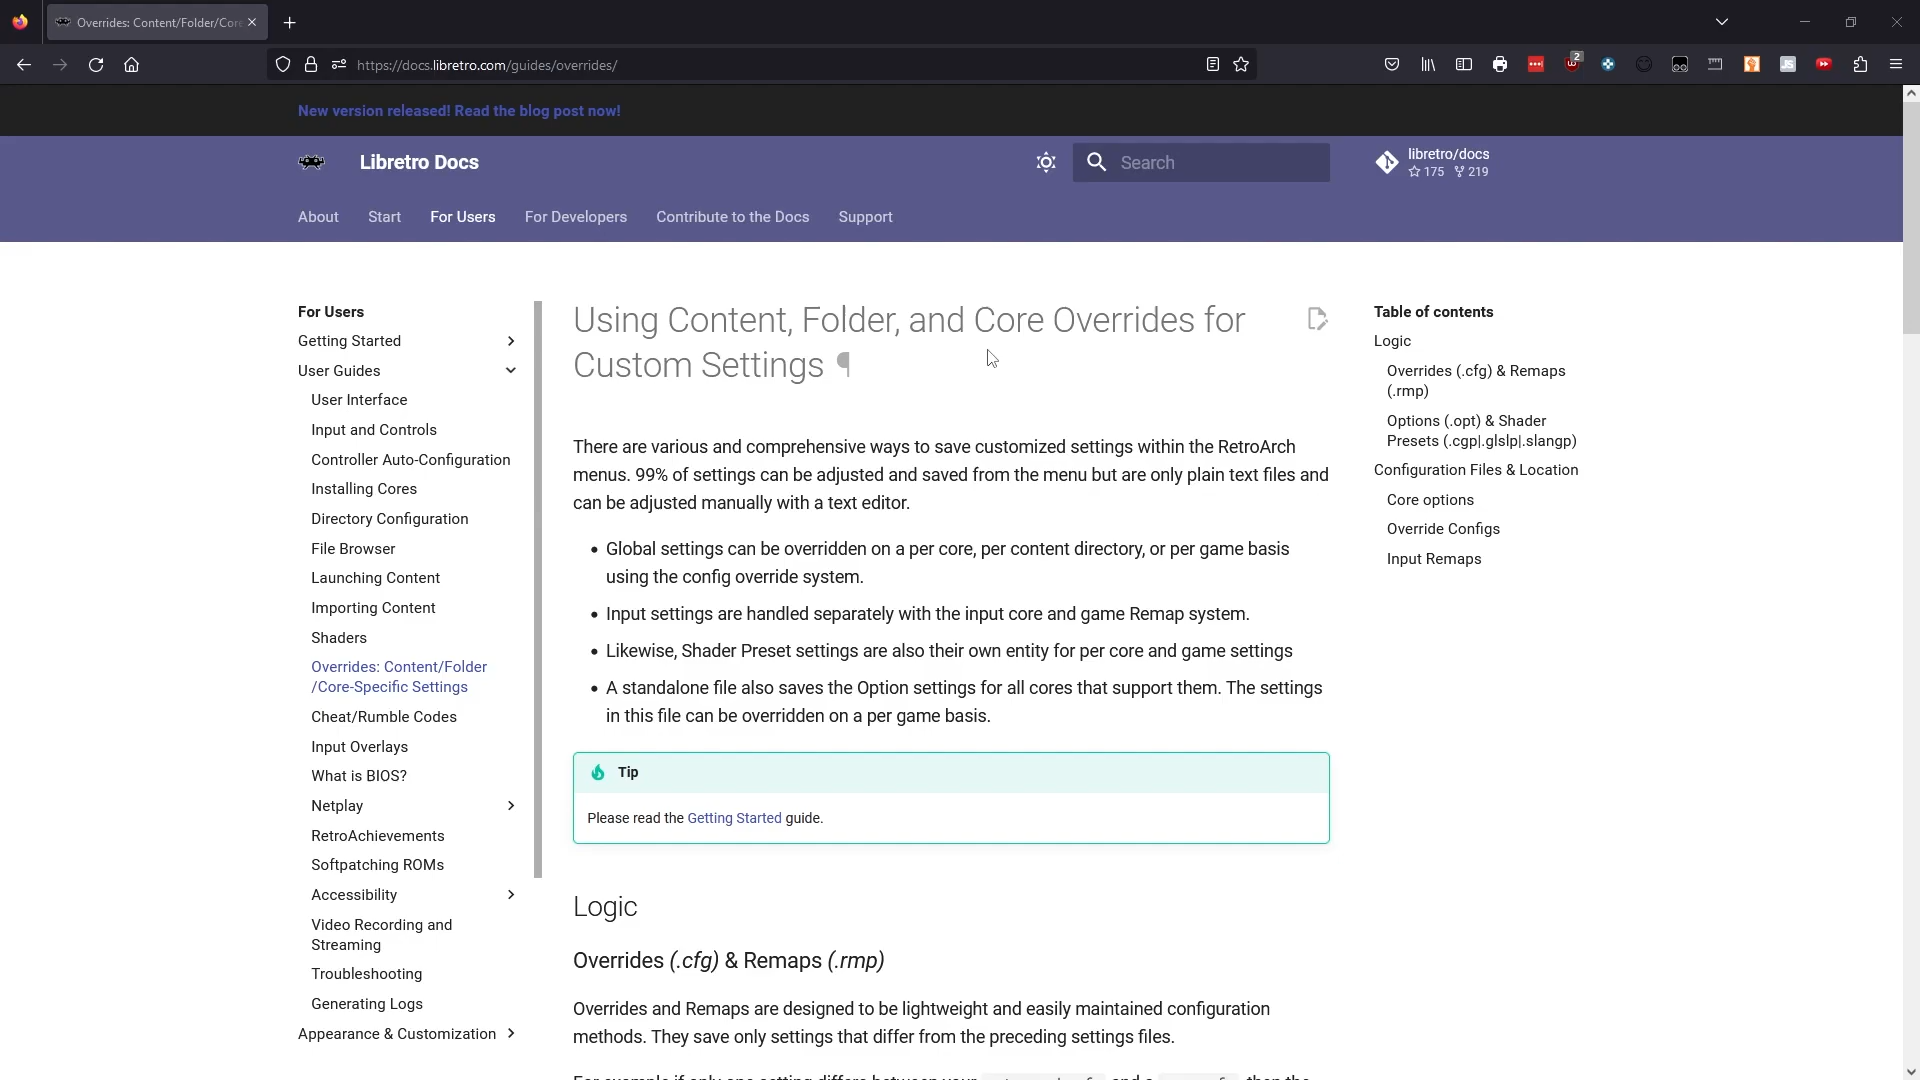 Overrides: Content/Folder/Core
https://docs.libretro.com/guides/overrides/
2
New version released! Read the blog post now!
Libretro Docs
Search
libretro/docs
175 219
About Start For Users For Developers Contribute to the Docs Support
For Users
Getting Started
User Guides
User Interface
Input and Controls
Controller Auto-Configuration
Installing Cores
Directory Configuration
File Browser
Launching Content
Importing Content
Shaders
Overrides: Content/Folder
/Core-Specific Settings
Cheat/Rumble Codes
Input Overlays
What is BIOS?
Netplay
RetroAchievements
Softpatching ROMs
Accessibility
Video Recording and
Streaming
Troubleshooting
Generating Logs
Appearance & Customization
Using Content, Folder, and Core Overrides for
Custom Settings ¶
There are various and comprehensive ways to save customized settings within the RetroArch
menus. 99% of settings can be adjusted and saved from the menu but are only plain text files and
can be adjusted manually with a text editor.
• Global settings can be overridden on a per core, per content directory, or per game basis
using the config override system.
• Input settings are handled separately with the input core and game Remap system.
• Likewise, Shader Preset settings are also their own entity for per core and game settings
• A standalone file also saves the Option settings for all cores that support them. The settings
in this file can be overridden on a per game basis.
Tip
Please read the Getting Started guide.
Logic
Overrides (.cfg) & Remaps (.rmp)
Overrides and Remaps are designed to be lightweight and easily maintained configuration
methods. They save only settings that differ from the preceding settings files.
Table of contents
Logic
Overrides (.cfg) & Remaps
(.rmp)
Options (.opt) & Shader
Presets (.cgp|.glslp|.slangp)
Configuration Files & Location
Core options
Override Configs
Input Remaps